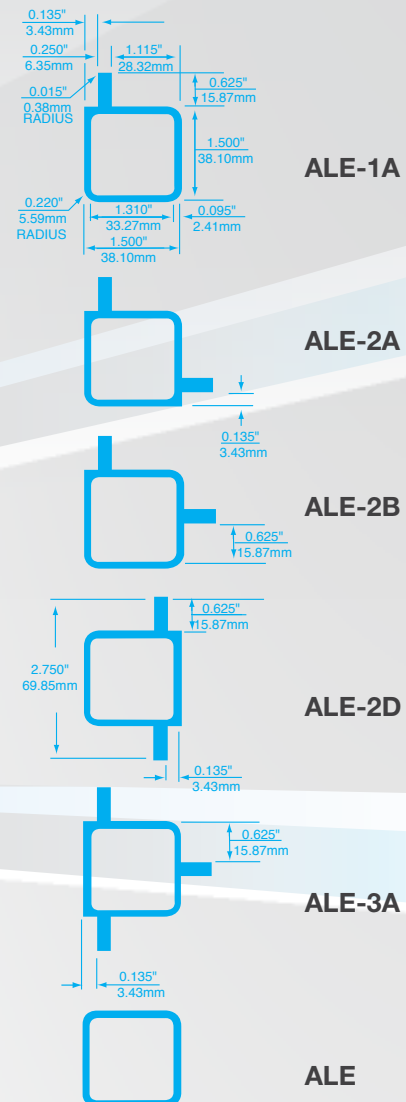 0.135"
3.43mm
0.250"
6.35mm
1.115"
28.32mm
0.625"
15.87mm
0.015"
0.38mm
RADIUS
1.500"
38.10mm
ALE-1A
0.220"
5.59mm
RADIUS
1.310"
33.27mm
0.095"
2.41mm
1.500"
38.10mm
ALE-2A
0.135"
3.43mm
ALE-2B
0.625"
15.87mm
0.625"
15.87mm
2.750"
69.85mm
ALE-2D
0.135"
3.43mm
0.625"
15.87mm
ALE-3A
0.135"
3.43mm
ALE